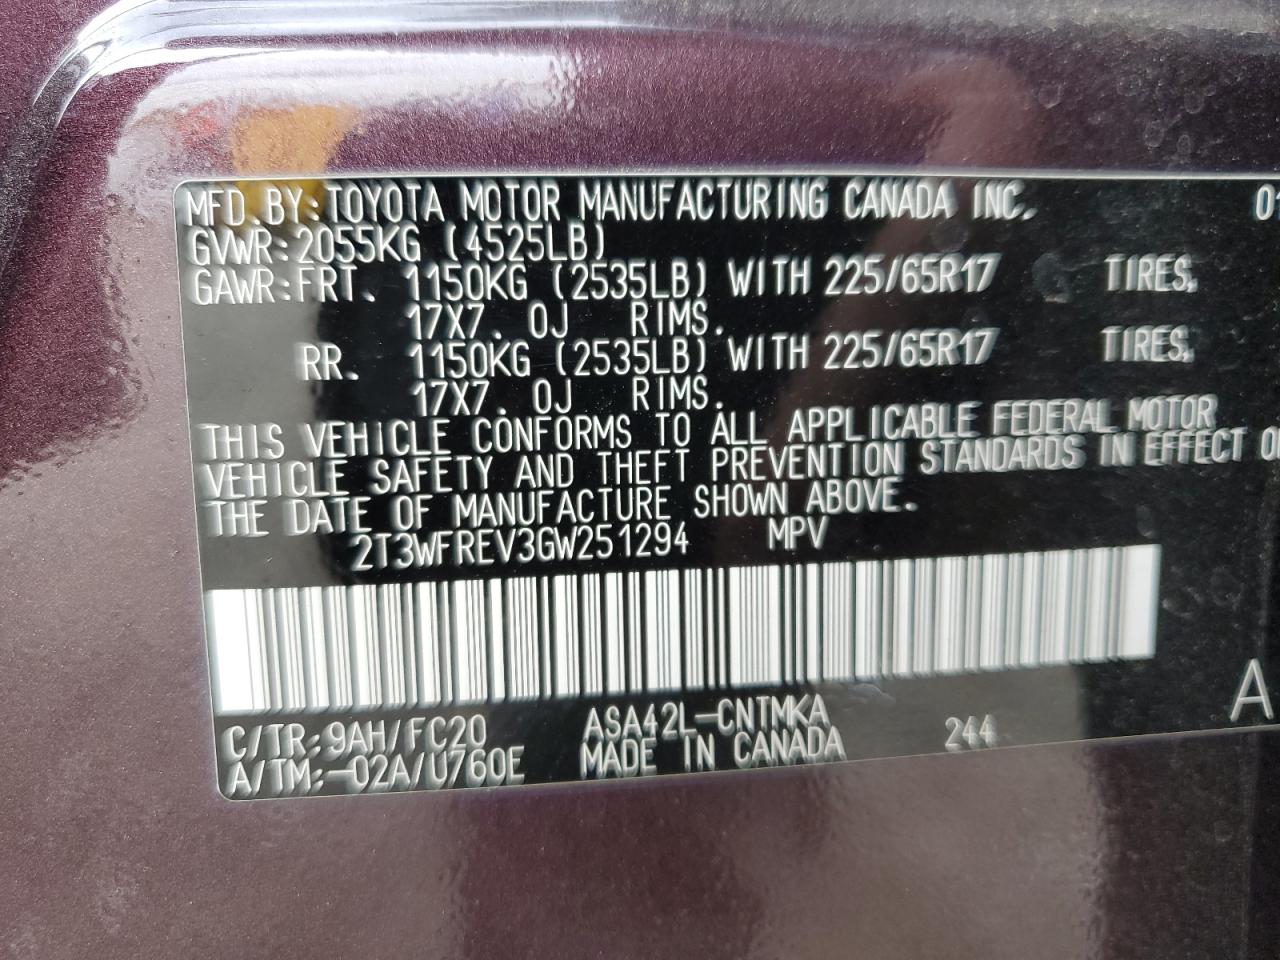 MFD.BY:TOYOTA MOTOR MANUFACTURING CANADA INC. 01
GVWR:2055KG (4525LB)
GAWR:FRT. 1150KG (2535LB) WITH 225/65R17 TIRES,
17X7. 0J RIMS.
RR. 1150KG (2535LB) WITH 225/65R17 TIRES,
17X7. 0J RIMS.
THIS VEHICLE CONFORMS TO ALL APPLICABLE FEDERAL MOTOR
VEHICLE SAFETY AND THEFT PREVENTION STANDARDS IN EFFECT
THE DATE OF MANUFACTURE SHOWN ABOVE.
2T3WFREV3GW251294 MPV
A
C/TR:9AH/FC20 ASA42L-CNTMKA 244
A/TM:-02A/U760E MADE IN CANADA